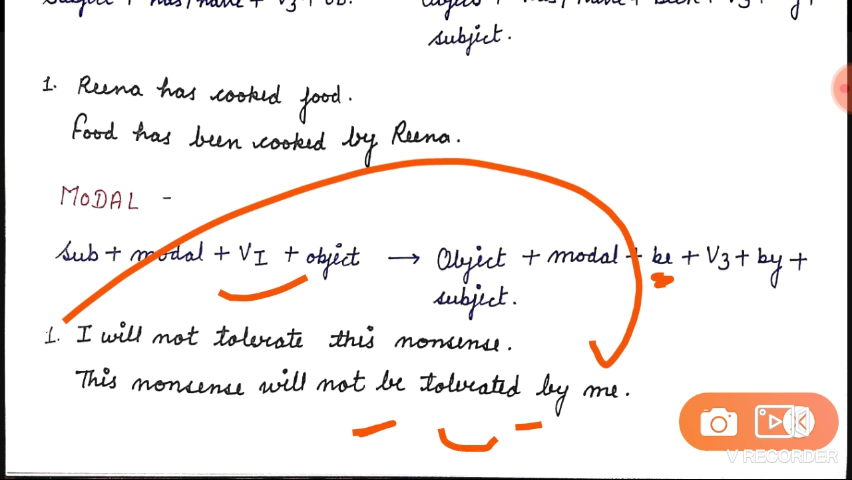 subject.
1. Reena has cooked food.
Food has been cooked by Reena.
MODAL -
Sub + modal + V1 + object → Object + modal + be + V3 + by +
subject.
1. I will not tolerate this nonsense.
This nonsense will not be tolerated by me.
V RECORDER